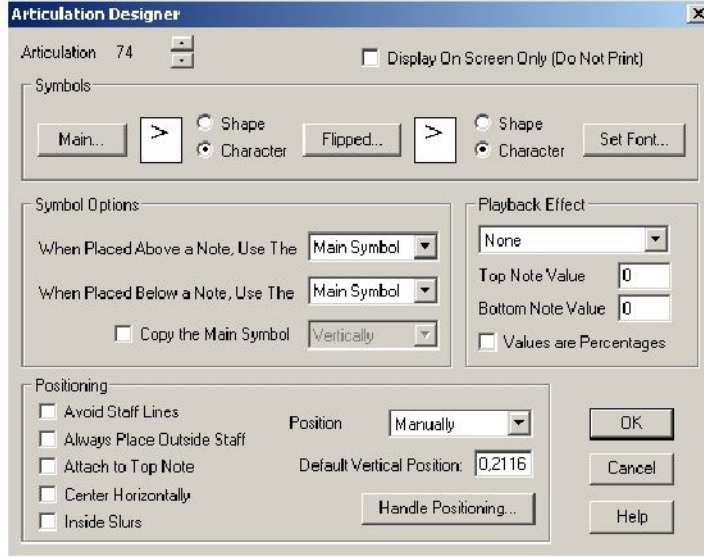 Articulation Designer
Articulation 74
Display On Screen Only (Do Not Print)
Symbols
Main...
>
Shape
Character
Flipped...
>
Shape
Character
Set Font...
Symbol Options
When Placed Above a Note, Use The Main Symbol
When Placed Below a Note, Use The Main Symbol
Copy the Main Symbol Vertically
Playback Effect
None
Top Note Value 0
Bottom Note Value 0
Values are Percentages
Positioning
Avoid Staff Lines
Always Place Outside Staff
Attach to Top Note
Center Horizontally
Inside Slurs
Position Manually
Default Vertical Position: 0,2116
Handle Positioning...
OK
Cancel
Help